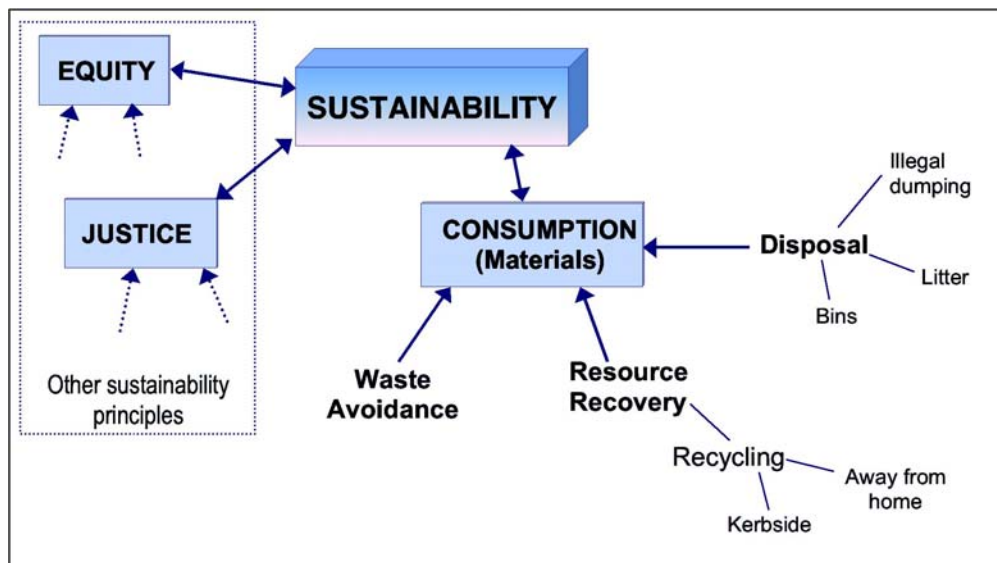 EQUITY
SUSTAINABILITY
JUSTICE
Other sustainability
principles
CONSUMPTION
(Materials)
Waste
Avoidance
Resource
Recovery
Recycling
Kerbside
Away from
home
Disposal
Illegal
dumping
Litter
Bins